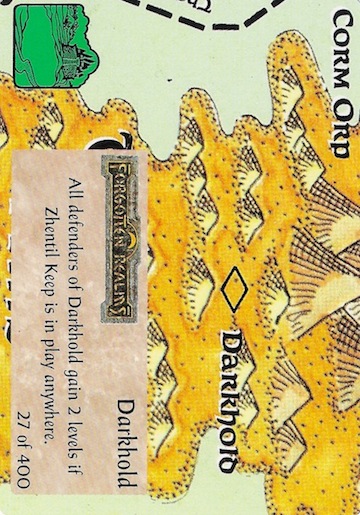 CORM ORP
Darkhold
FORGOTTEN REALMS
Darkhold
All defenders of Darkhold gain 2 levels if
Zhentil Keep is in play anywhere.
27 of 400